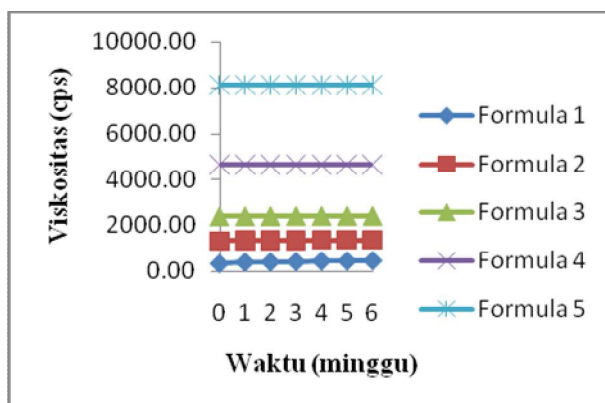 10000.00
8000.00
6000.00
4000.00
2000.00
0.00
Viskositas (cps)
0 1 2 3 4 5 6
Waktu (minggu)
Formula 1
Formula 2
Formula 3
Formula 4
Formula 5